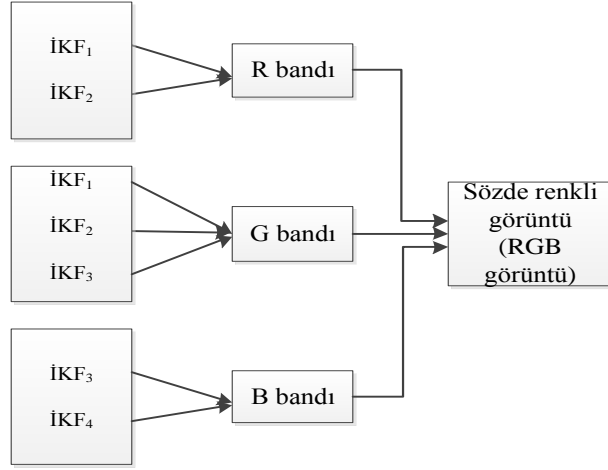 İKF₁
İKF₂
R bandı
İKF₁
İKF₂
İKF₃
G bandı
İKF₃
İKF₄
B bandı
Sözde renkli
görüntü
(RGB
görüntü)